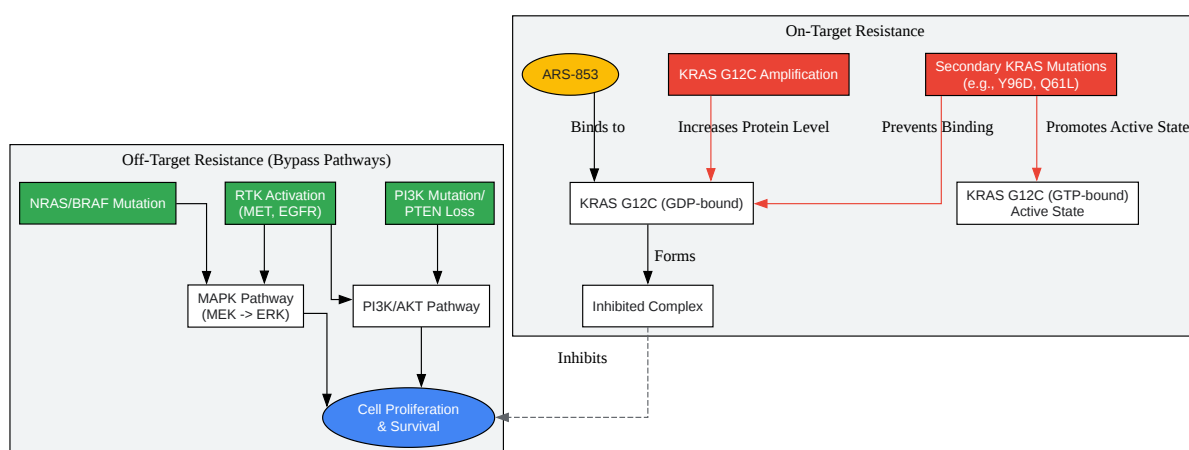 On-Target Resistance
ARS-853
KRAS G12C Amplification
Secondary KRAS Mutations
(e.g., Y96D, Q61L)
Binds to
Increases Protein Level
Prevents Binding
Promotes Active State
KRAS G12C (GDP-bound)
KRAS G12C (GTP-bound)
Active State
Forms
Inhibited Complex
Inhibits
Off-Target Resistance (Bypass Pathways)
NRAS/BRAF Mutation
RTK Activation
(MET, EGFR)
PI3K Mutation/
PTEN Loss
MAPK Pathway
(MEK -> ERK)
PI3K/AKT Pathway
Cell Proliferation
& Survival